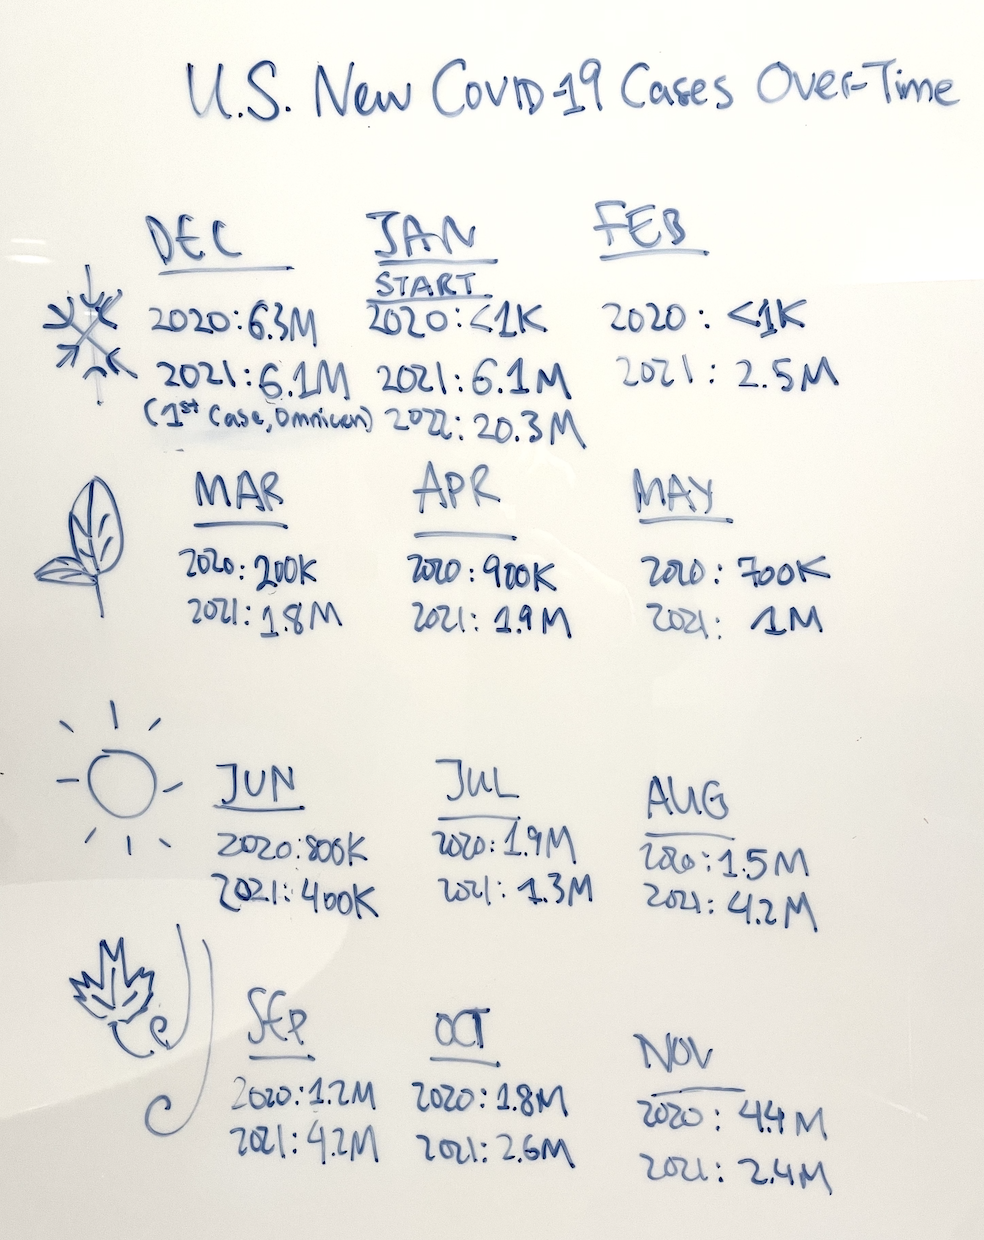 U.S. New Covid-19 Cases Over-Time
DEC
2020: 6.3M
2021: 6.1M
(1st Case, Omnicon)
JAN
START
2020: <1K
2021: 6.1M
2022: 20.3M
FEB
2020: <1K
2021: 2.5M
MAR
2020: 200K
2021: 1.8M
APR
2020: 900K
2021: 1.9M
MAY
2020: 700K
2021: 1M
JUN
2020: 800K
2021: 400K
JUL
2020: 1.9M
2021: 1.3M
AUG
2020: 1.5M
2021: 4.2M
SEP
2020: 1.2M
2021: 4.2M
OCT
2020: 1.8M
2021: 2.6M
NOV
2020: 4.4M
2021: 2.4M